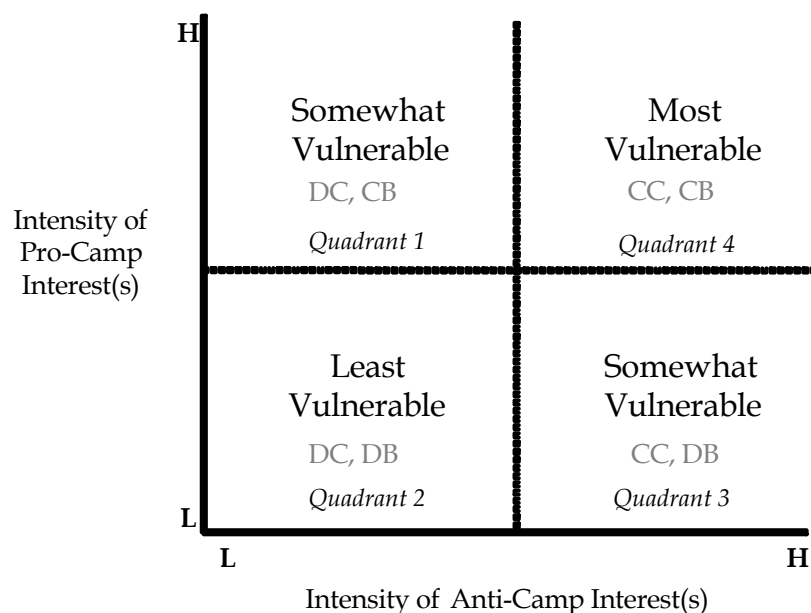 H
Somewhat
Vulnerable
DC, CB
Quadrant 1
Most
Vulnerable
CC, CB
Quadrant 4
Intensity of
Pro-Camp
Interest(s)
Least
Vulnerable
DC, DB
Quadrant 2
Somewhat
Vulnerable
CC, DB
Quadrant 3
L
L
H
Intensity of Anti-Camp Interest(s)